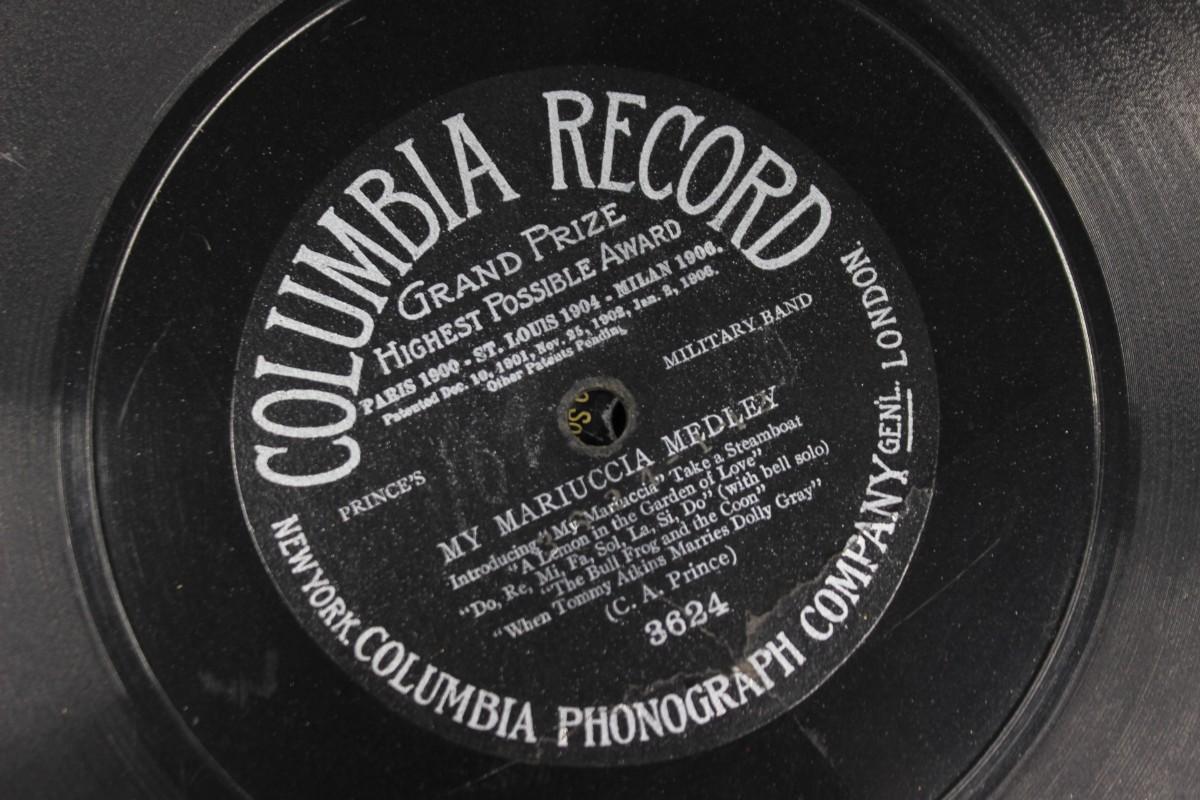 COLUMBIA RECORD
GRAND PRIZE
HIGHEST POSSIBLE AWARD
PARIS 1900 - ST. LOUIS 1904 - MILAN 1906.
Patented Dec. 10, 1901, Nov. 25, 1902, Jan. 2, 1906.
Other Patents Pending
PRINCE'S MILITARY BAND
MY MARIUCCIA MEDLEY
Introducing "My Mariuccia" Take a Steamboat
"A Lemon in the Garden of Love"
"Do, Re, Mi, Fa, Sol, La, Si, Do" (with bell solo)
"The Bull Frog and the Coon"
"When Tommy Atkins Marries Dolly Gray"
(C. A. Prince)
3624
NEW YORK. COLUMBIA PHONOGRAPH COMPANY GEN'L. LONDON